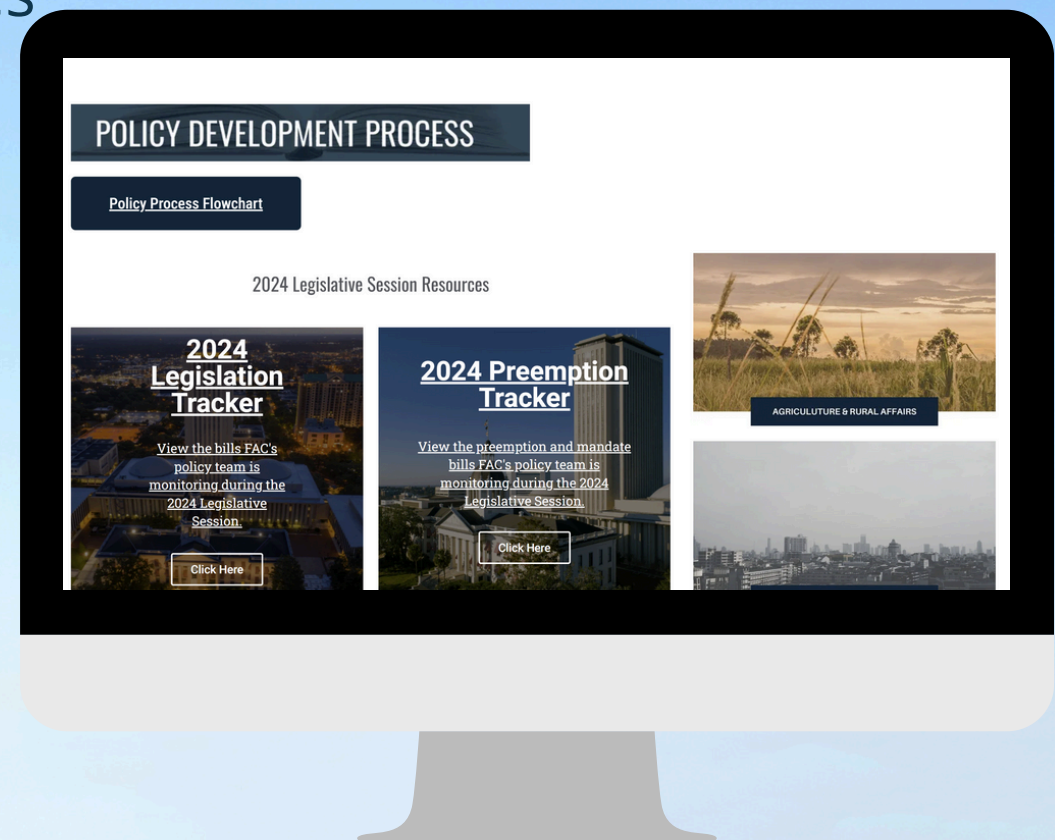 POLICY DEVELOPMENT PROCESS
Policy Process Flowchart
2024 Legislative Session Resources
2024
Legislation
Tracker
View the bills FAC's
policy team is
monitoring during the
2024 Legislative
Session.
Click Here
2024 Preemption
Tracker
View the preemption and mandate
bills FAC's policy team is
monitoring during the 2024
Legislative Session.
Click Here
AGRICULUTURE & RURAL AFFAIRS